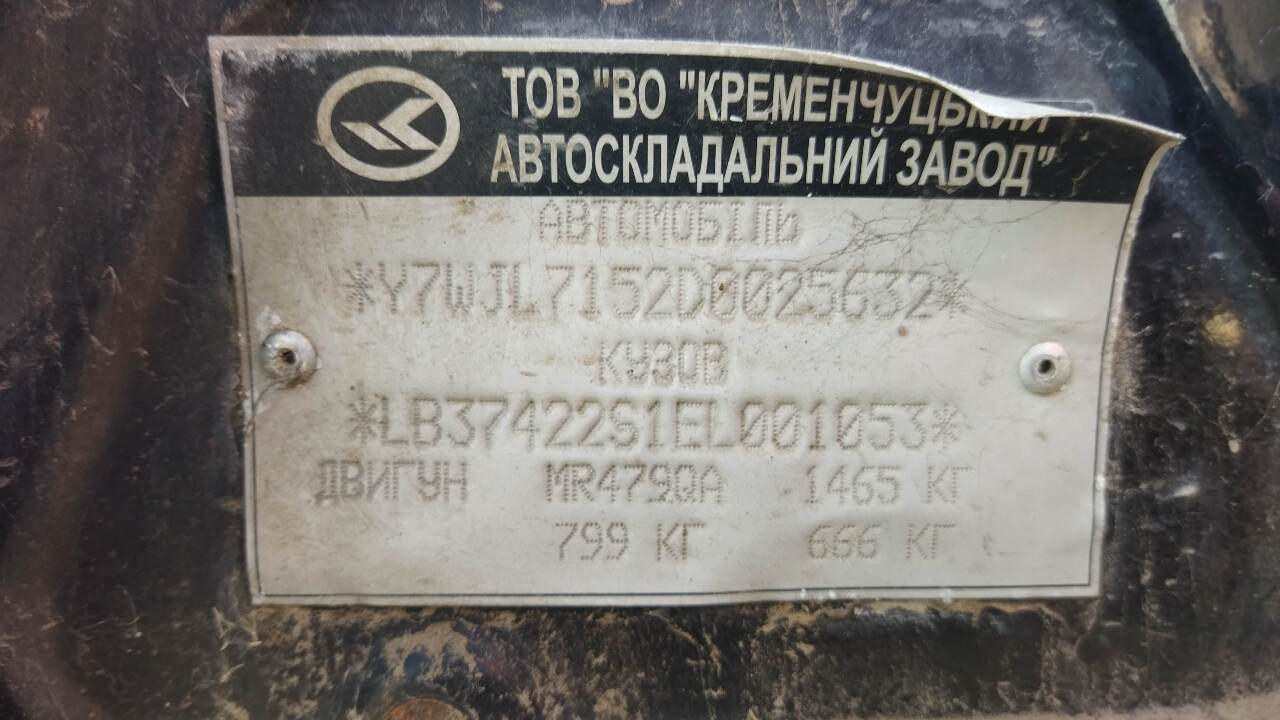 ТОВ "ВО "КРЕМЕНЧУЦЬКИЙ
АВТОСКЛАДАЛЬНИЙ ЗАВОД"
АВТОМОБІЛЬ
*Y7WJL7152D0025632*
КУЗОВ
*LB37422S1EL001053*
ДВИГУН MR479QA 1465 КГ
799 КГ 666 КГ